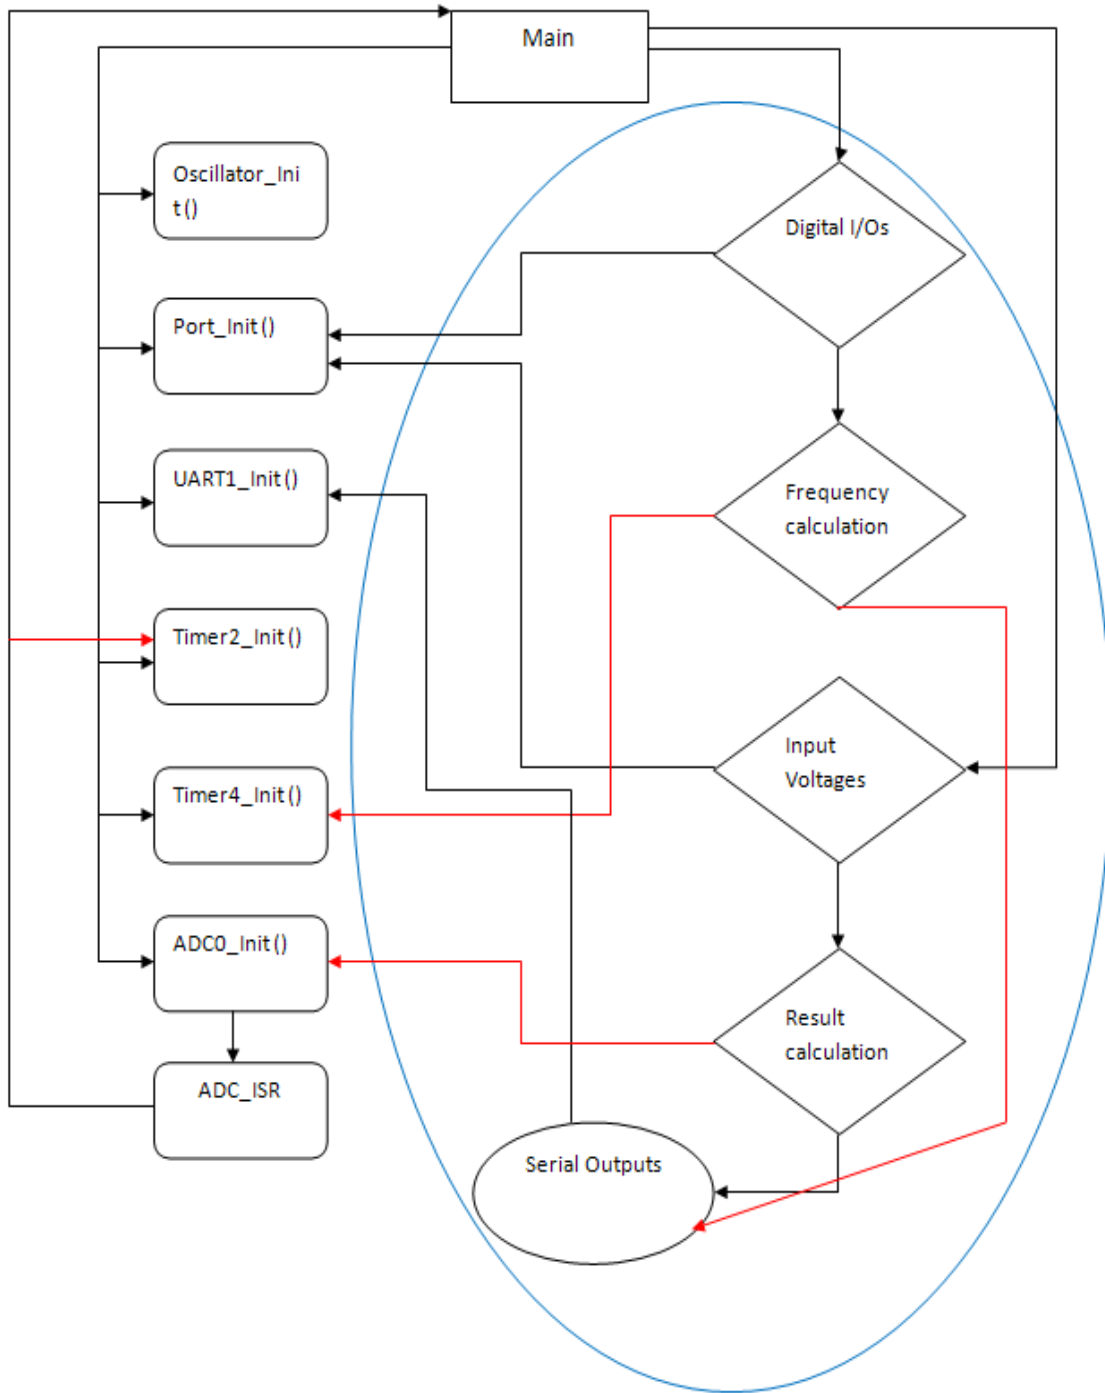 Main
Oscillator_Ini
t()
Port_Init()
UART1_Init()
Timer2_Init()
Timer4_Init()
ADC0_Init()
ADC_ISR
Digital I/Os
Frequency
calculation
Input
Voltages
Result
calculation
Serial Outputs